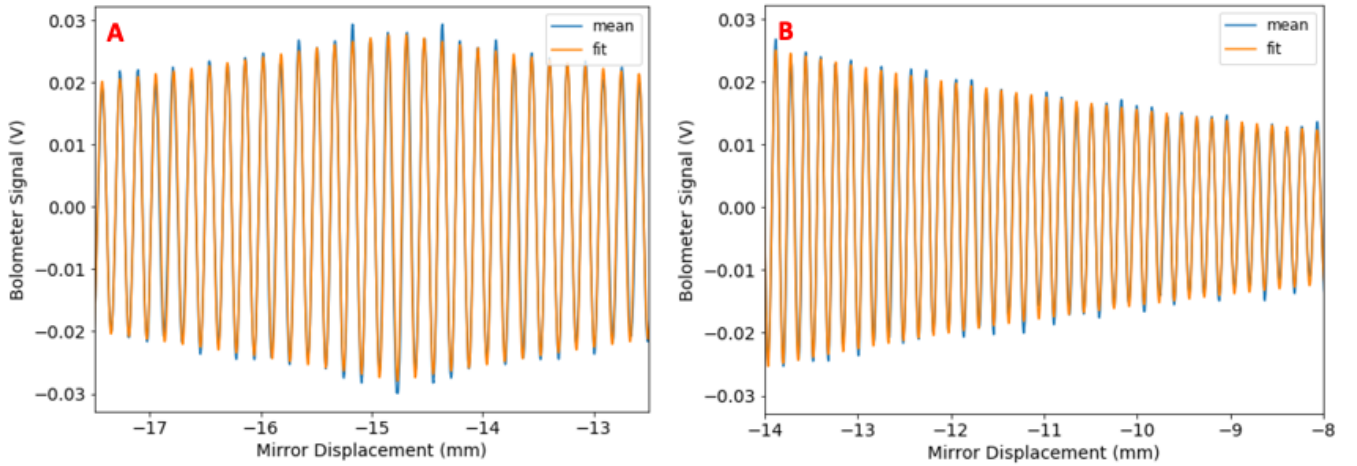 A
mean
fit
0.03
0.02
0.01
0.00
−0.01
−0.02
−0.03
Bolometer Signal (V)
−17
−16
−15
−14
−13
Mirror Displacement (mm)
B
mean
fit
0.03
0.02
0.01
0.00
−0.01
−0.02
−0.03
Bolometer Signal (V)
−14
−13
−12
−11
−10
−9
−8
Mirror Displacement (mm)